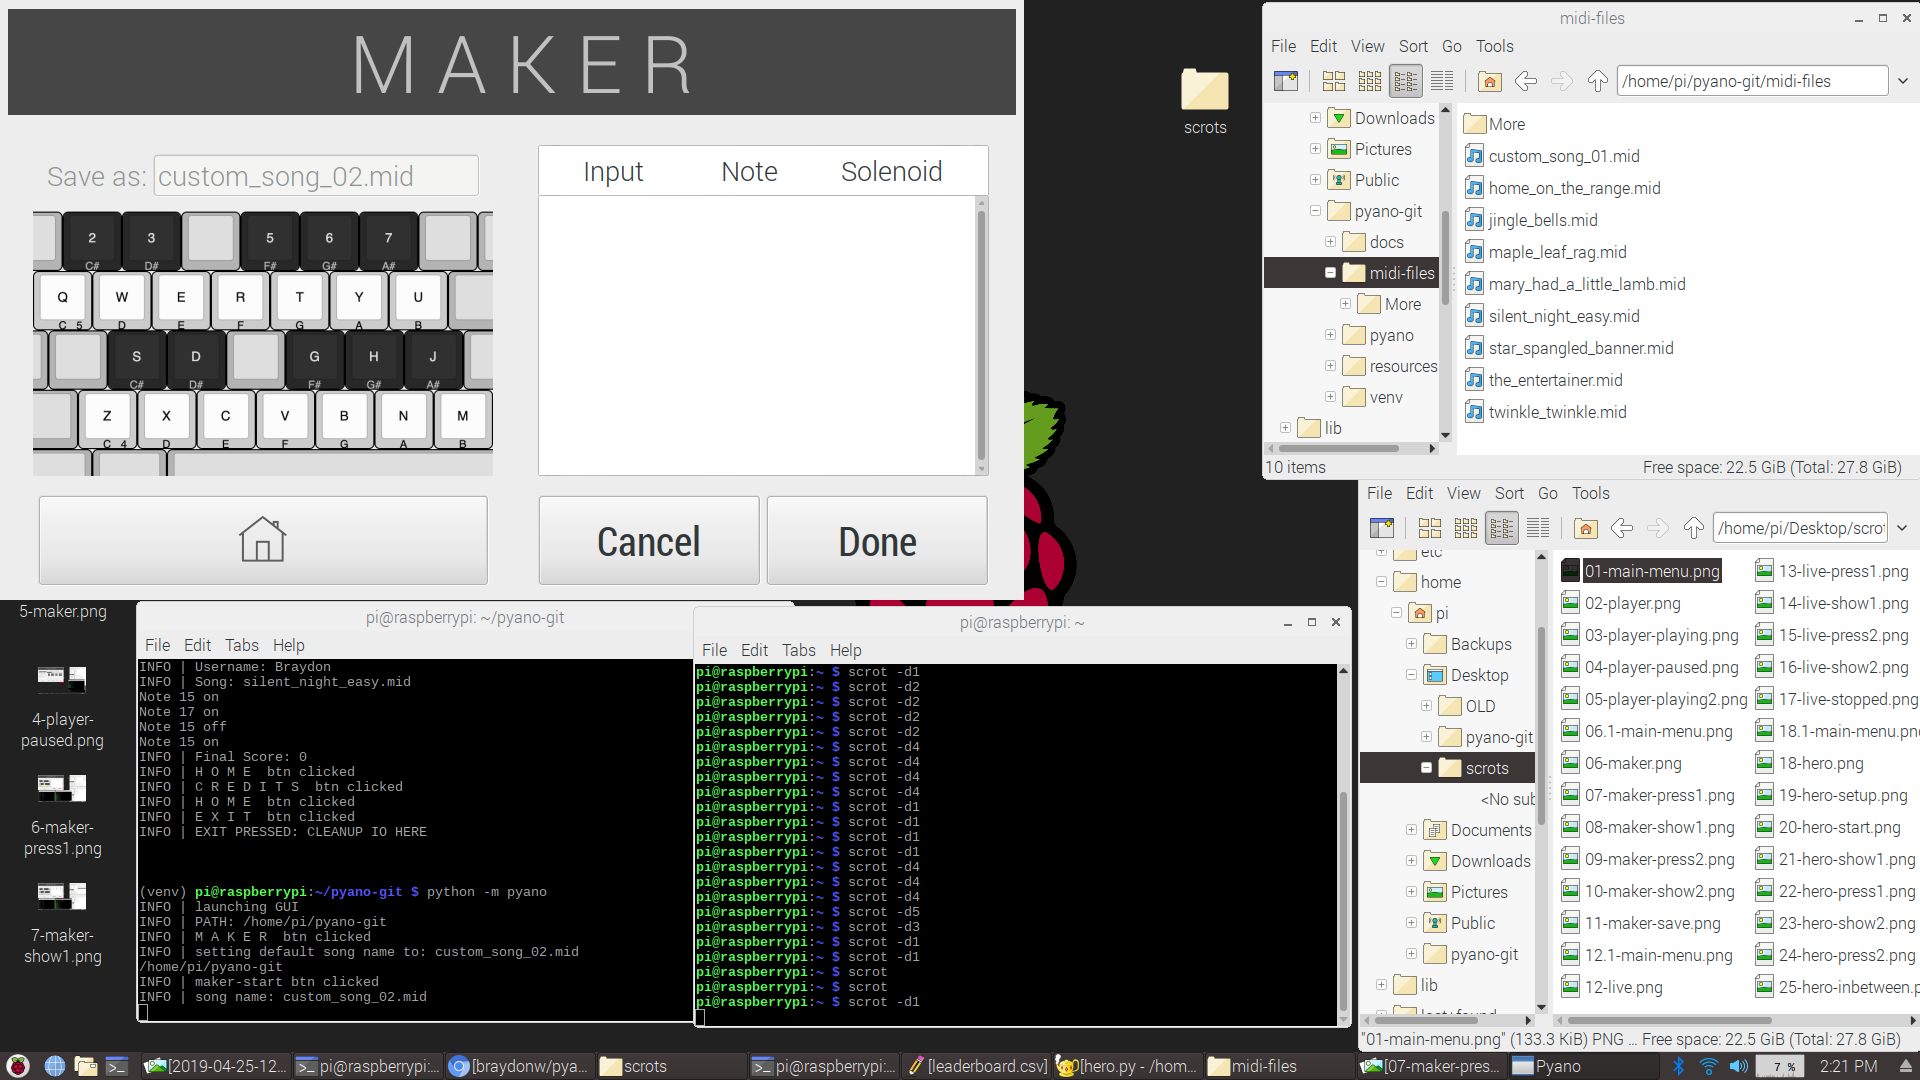 MAKER
Save as: custom_song_02.mid
Input Note Solenoid
2 3 5 6 7
C# D# F# G# A#
Q W E R T Y U
C 5 D E F G A B
S D G H J
C# D# F# G# A#
Z X C V B N M
C 4 D E F G A B
Cancel Done
scrots
5-maker.png
4-player-
paused.png
6-maker-
press1.png
7-maker-
show1.png
midi-files
File Edit View Sort Go Tools
/home/pi/pyano-git/midi-files
Downloads
Pictures
Public
pyano-git
docs
midi-files
More
pyano
resources
venv
lib
More
custom_song_01.mid
home_on_the_range.mid
jingle_bells.mid
maple_leaf_rag.mid
mary_had_a_little_lamb.mid
silent_night_easy.mid
star_spangled_banner.mid
the_entertainer.mid
twinkle_twinkle.mid
10 items Free space: 22.5 GiB (Total: 27.8 GiB)
File Edit View Sort Go Tools
/home/pi/Desktop/scrot
etc
home
pi
Backups
Desktop
OLD
pyano-git
scrots
<No sub
Documents
Downloads
Pictures
Public
pyano-git
lib
01-main-menu.png
02-player.png
03-player-playing.png
04-player-paused.png
05-player-playing2.png
06.1-main-menu.png
06-maker.png
07-maker-press1.png
08-maker-show1.png
09-maker-press2.png
10-maker-show2.png
11-maker-save.png
12.1-main-menu.png
12-live.png
13-live-press1.png
14-live-show1.png
15-live-press2.png
16-live-show2.png
17-live-stopped.png
18.1-main-menu.pn
18-hero.png
19-hero-setup.png
20-hero-start.png
21-hero-show1.png
22-hero-press1.png
23-hero-show2.png
24-hero-press2.png
25-hero-inbetween.p
"01-main-menu.png" (133.3 KiB) PNG ... Free space: 22.5 GiB (Total: 27.8 GiB)
pi@raspberrypi: ~/pyano-git
File Edit Tabs Help
INFO | Username: Braydon
INFO | Song: silent_night_easy.mid
Note 15 on
Note 17 on
Note 15 off
Note 15 on
INFO | Final Score: 0
INFO | H O M E  btn clicked
INFO | C R E D I T S  btn clicked
INFO | H O M E  btn clicked
INFO | E X I T  btn clicked
INFO | EXIT PRESSED: CLEANUP IO HERE
(venv) pi@raspberrypi:~/pyano-git $ python -m pyano
INFO | launching GUI
INFO | PATH: /home/pi/pyano-git
INFO | M A K E R  btn clicked
INFO | setting default song name to: custom_song_02.mid
/home/pi/pyano-git
INFO | maker-start btn clicked
INFO | song name: custom_song_02.mid
pi@raspberrypi: ~
File Edit Tabs Help
pi@raspberrypi:~ $ scrot -d1
pi@raspberrypi:~ $ scrot -d2
pi@raspberrypi:~ $ scrot -d2
pi@raspberrypi:~ $ scrot -d2
pi@raspberrypi:~ $ scrot -d2
pi@raspberrypi:~ $ scrot -d4
pi@raspberrypi:~ $ scrot -d4
pi@raspberrypi:~ $ scrot -d4
pi@raspberrypi:~ $ scrot -d4
pi@raspberrypi:~ $ scrot -d1
pi@raspberrypi:~ $ scrot -d1
pi@raspberrypi:~ $ scrot -d1
pi@raspberrypi:~ $ scrot -d1
pi@raspberrypi:~ $ scrot -d4
pi@raspberrypi:~ $ scrot -d4
pi@raspberrypi:~ $ scrot -d4
pi@raspberrypi:~ $ scrot -d5
pi@raspberrypi:~ $ scrot -d3
pi@raspberrypi:~ $ scrot -d1
pi@raspberrypi:~ $ scrot -d1
pi@raspberrypi:~ $ scrot
pi@raspberrypi:~ $ scrot
pi@raspberrypi:~ $ scrot -d1
[2019-04-25-12... pi@raspberrypi:... [braydonw/pya... scrots pi@raspberrypi:... [leaderboard.csv] [hero.py - /hom... midi-files [07-maker-pres... Pyano 7 % 2:21 PM